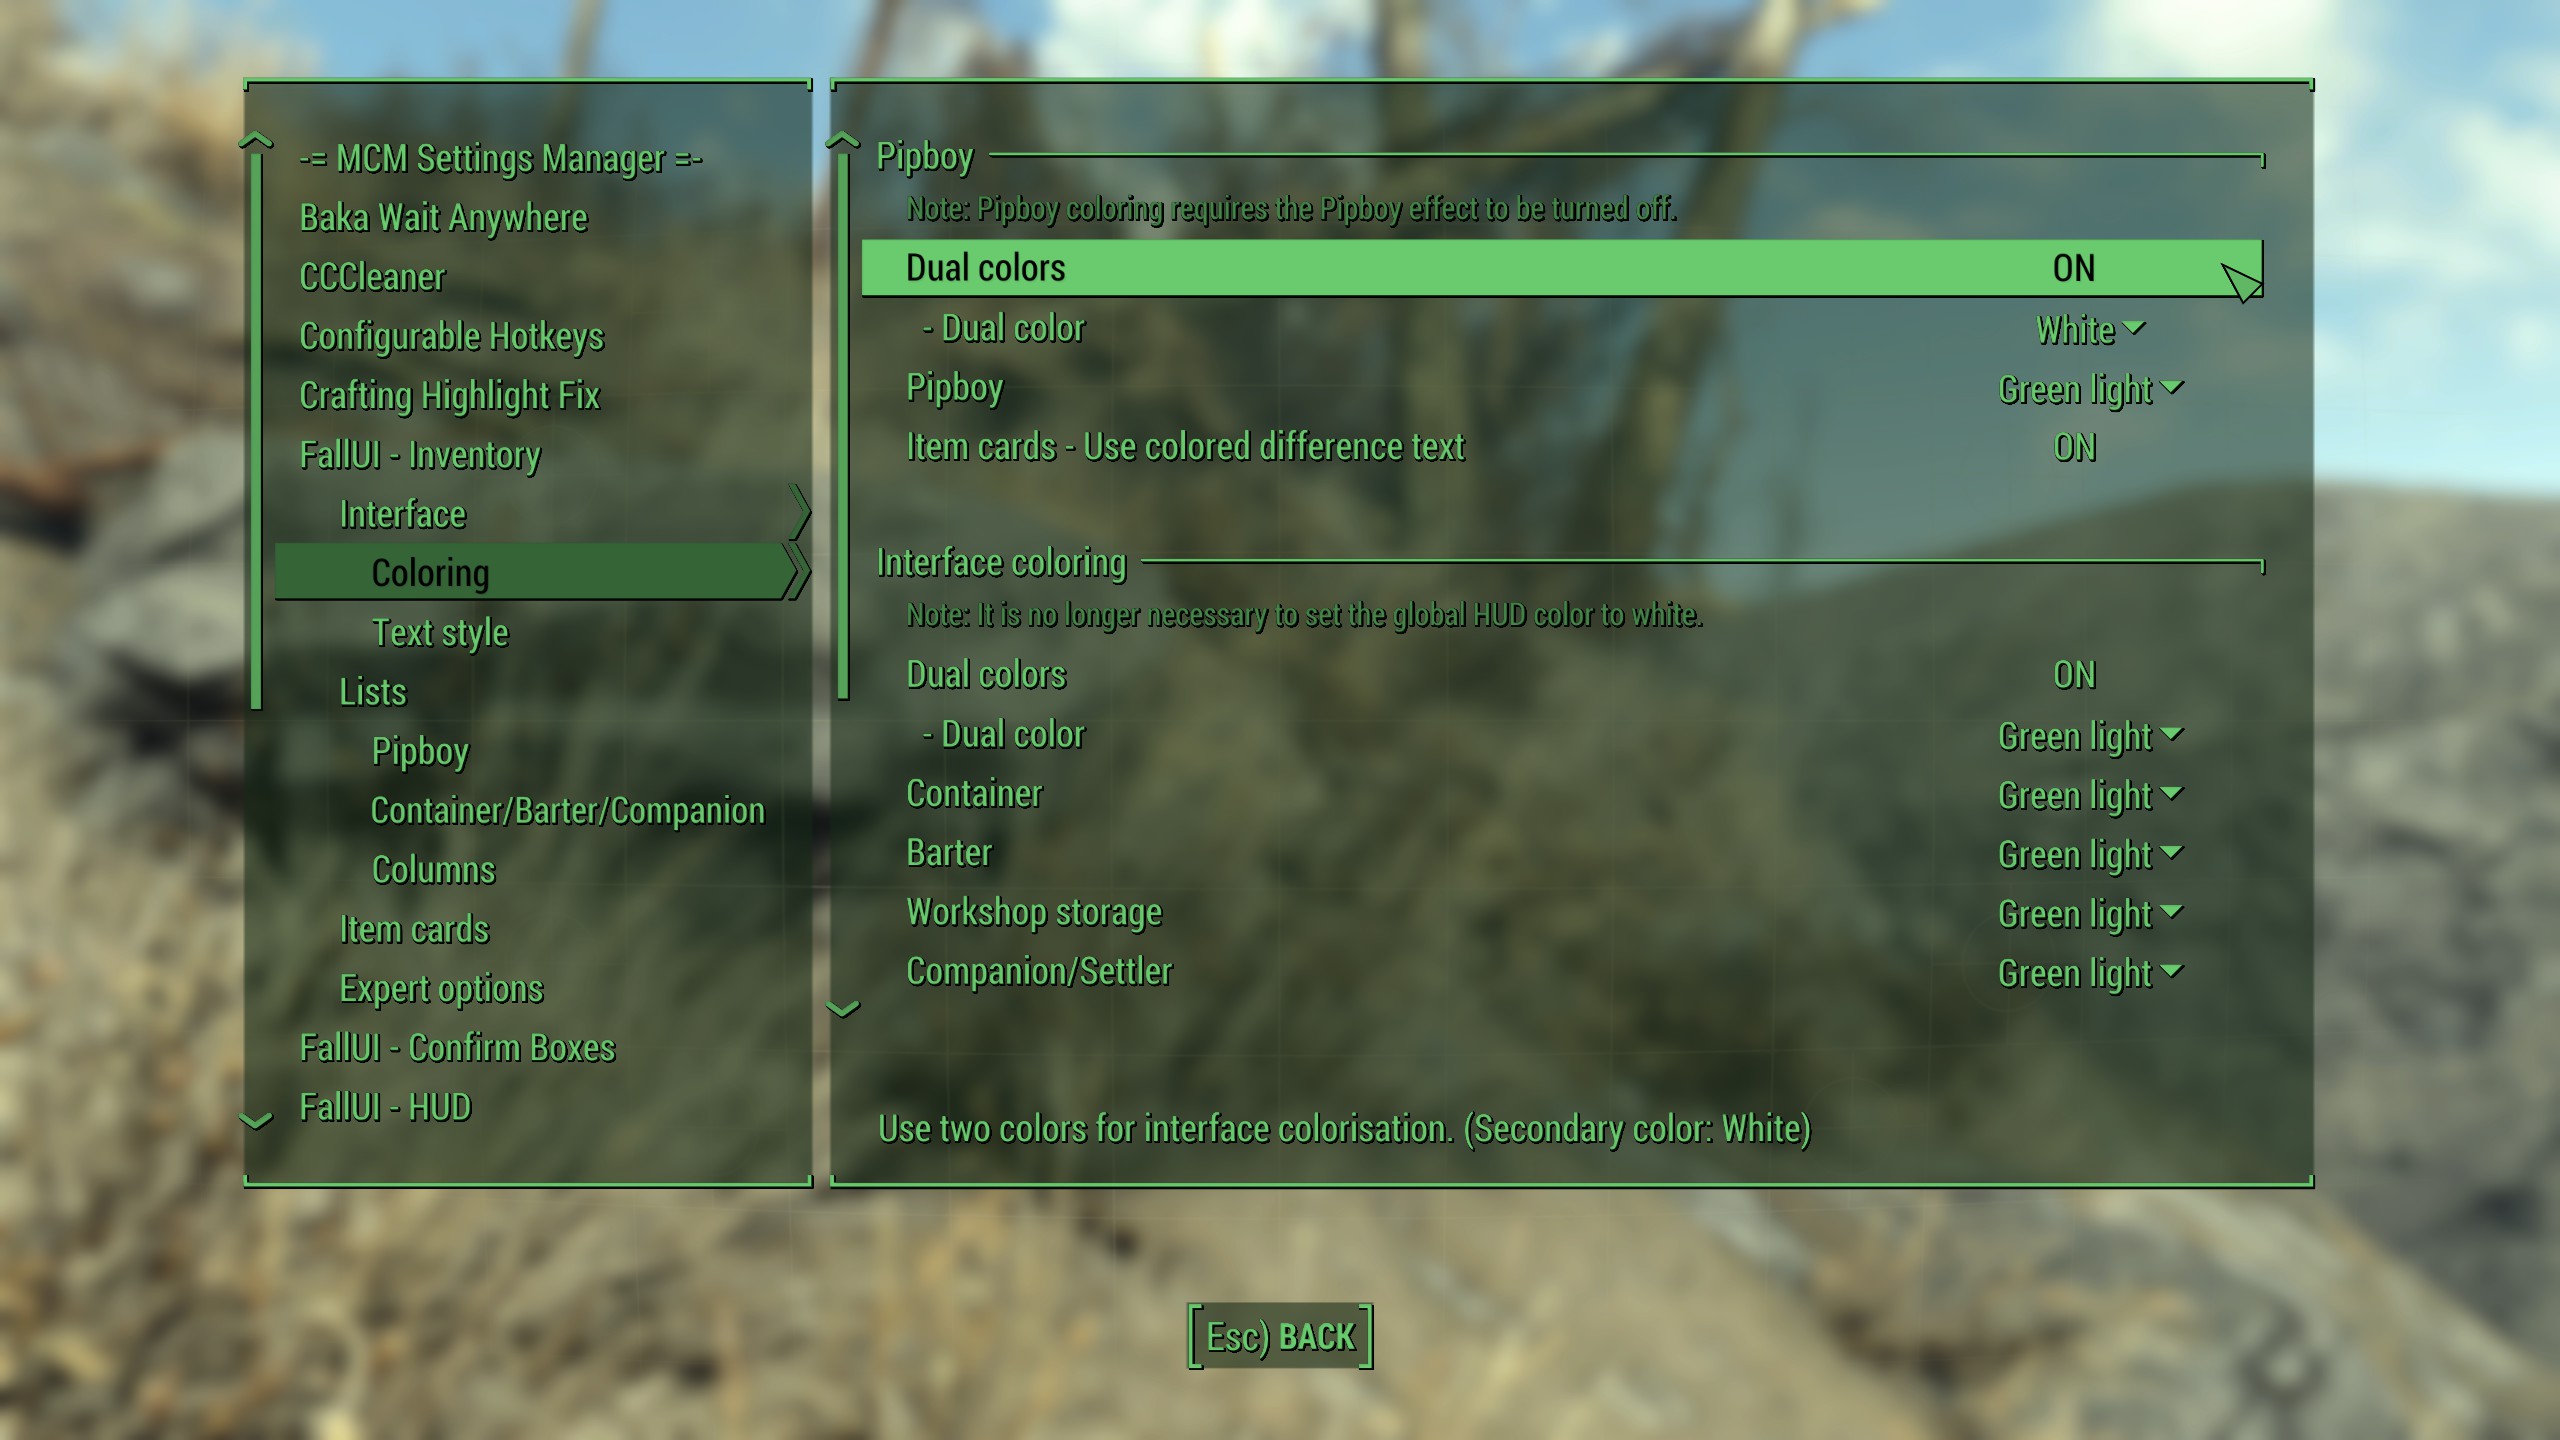 -= MCM Settings Manager =-
Baka Wait Anywhere
CCCleaner
Configurable Hotkeys
Crafting Highlight Fix
FallUI - Inventory
Interface
Coloring
Text style
Lists
Pipboy
Container/Barter/Companion
Columns
Item cards
Expert options
FallUI - Confirm Boxes
FallUI - HUD
Pipboy
Note: Pipboy coloring requires the Pipboy effect to be turned off.
Dual colors ON
- Dual color White
Pipboy Green light
Item cards - Use colored difference text ON
Interface coloring
Note: It is no longer necessary to set the global HUD color to white.
Dual colors ON
- Dual color Green light
Container Green light
Barter Green light
Workshop storage Green light
Companion/Settler Green light
Use two colors for interface colorisation. (Secondary color: White)
Esc) BACK